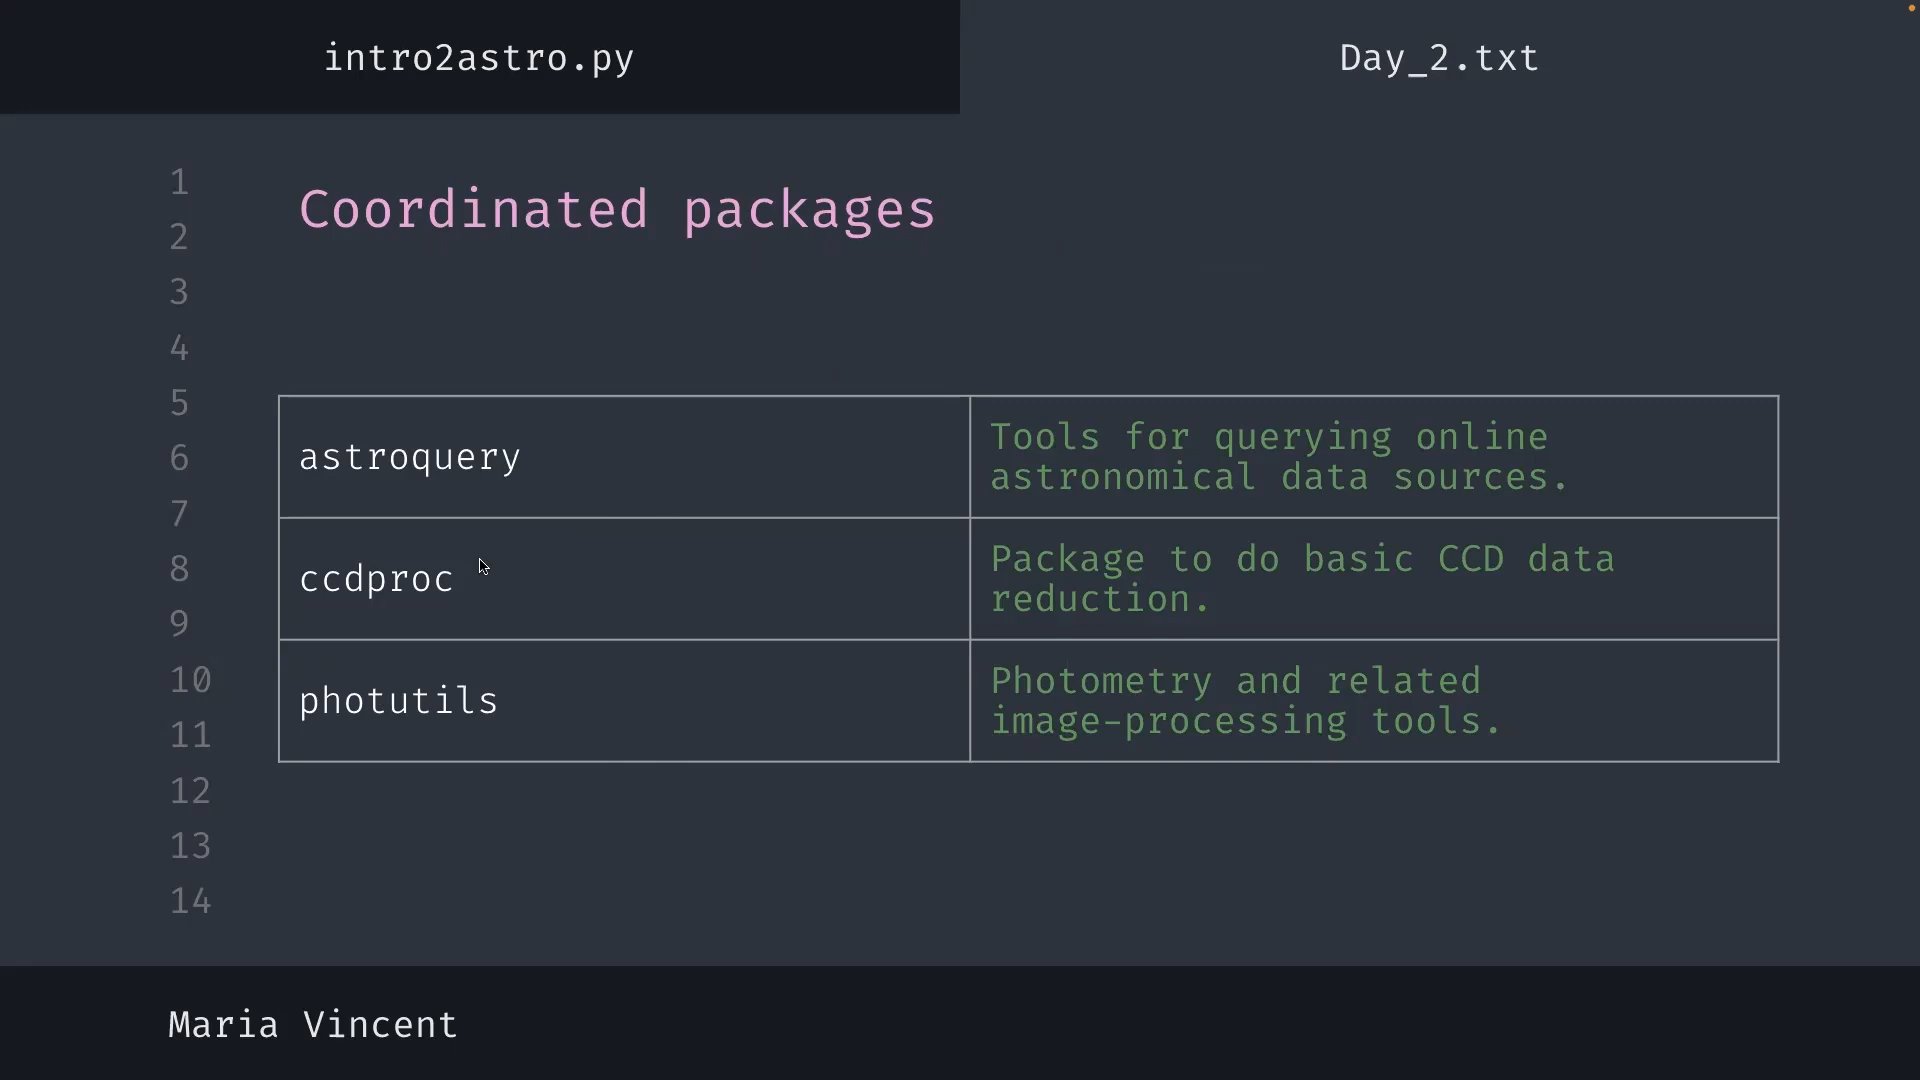 intro2astro.py
Day_2.txt
1
2
3
4
5
6
7
8
9
10
11
12
13
14
Coordinated packages
astroquery
Tools for querying online
astronomical data sources.
ccdproc
Package to do basic CCD data
reduction.
photutils
Photometry and related
image-processing tools.
Maria Vincent